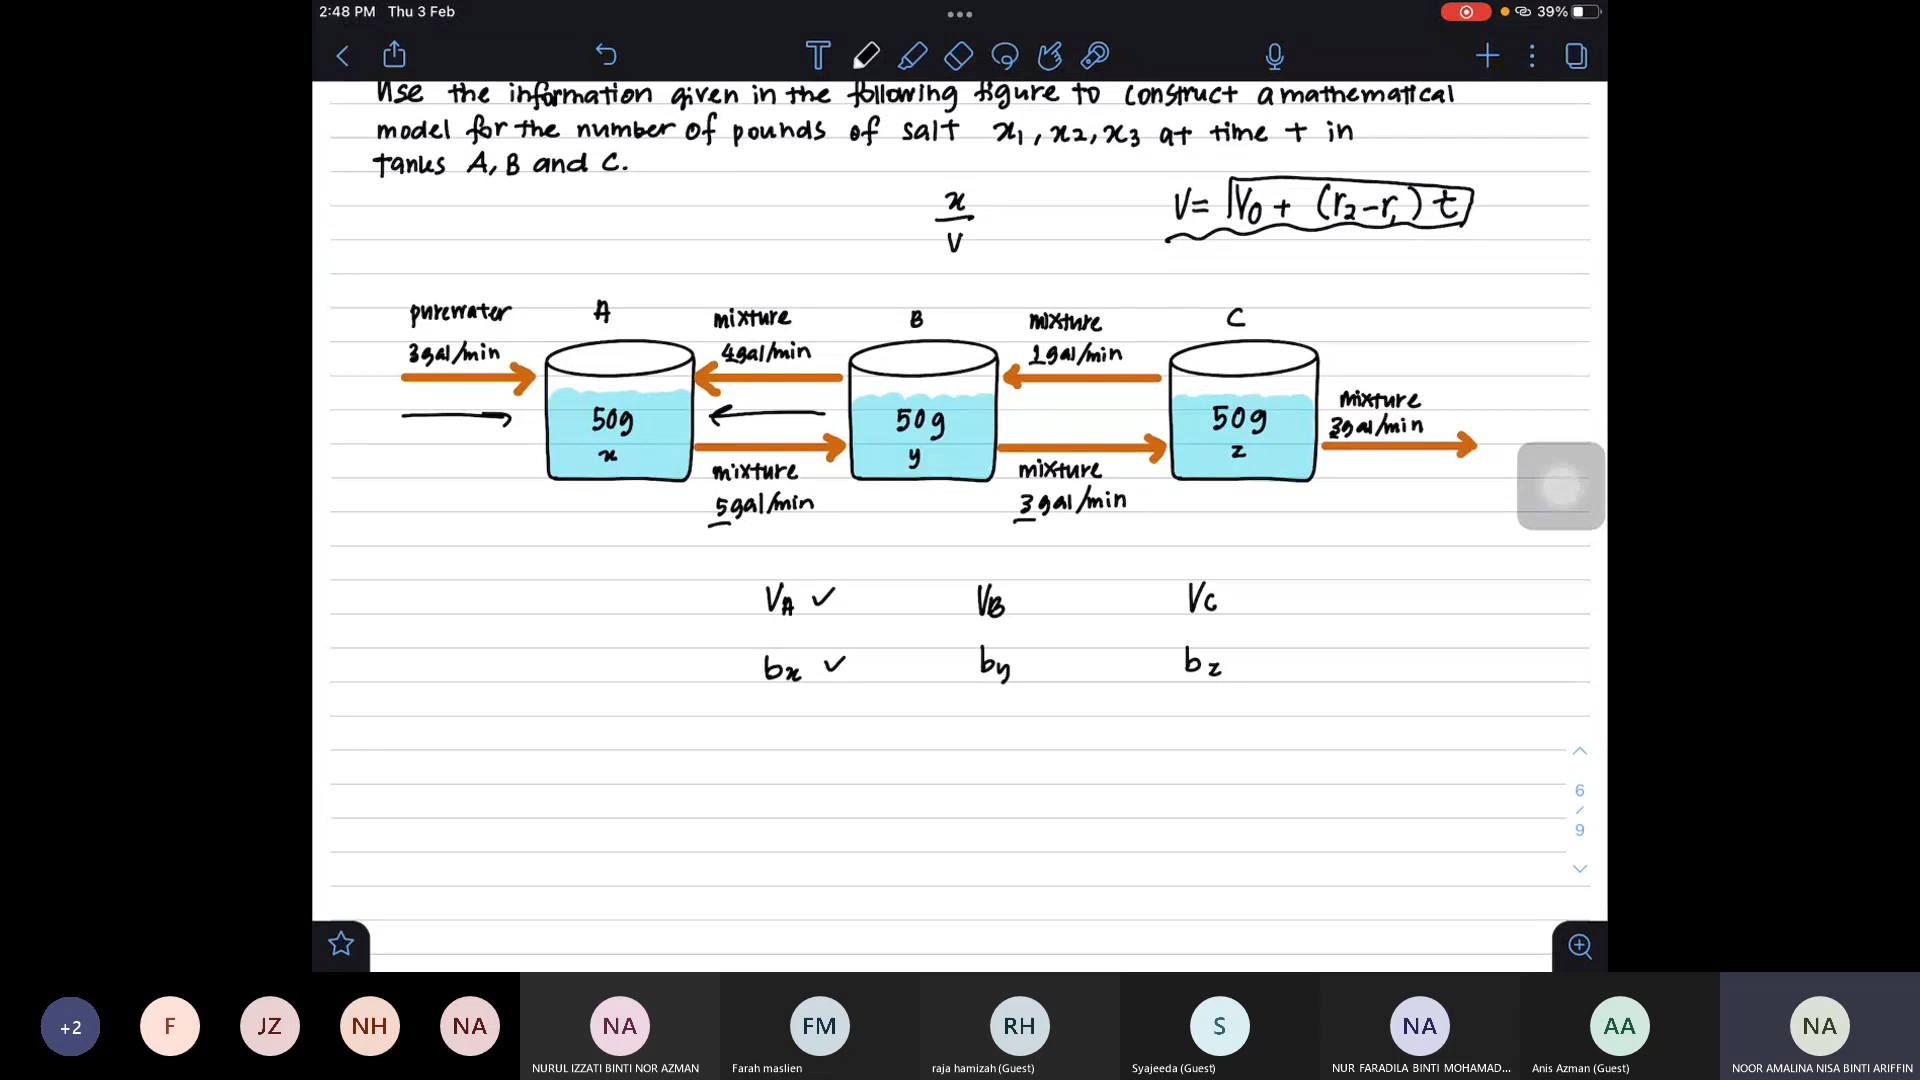 2:48 PM Thu 3 Feb
39%
Use the information given in the following figure to construct a mathematical
model for the number of pounds of salt x1, x2, x3 at time t in
tanks A, B and C.
x
V
V = V0 + (r2-r1) t
purewater
3gal/min
A
mixture
4gal/min
B
mixture
1gal/min
C
50g
x
50g
y
50g
z
mixture
3gal/min
mixture
5gal/min
mixture
3gal/min
VA ✓ VB VC
bx ✓ by bz
6
/
9
+2
F
JZ
NH
NA
NA
FM
RH
S
NA
AA
NA
NURUL IZZATI BINTI NOR AZMAN
Farah maslien
raja hamizah (Guest)
Syajeeda (Guest)
NUR FARADILA BINTI MOHAMAD...
Anis Azman (Guest)
NOOR AMALINA NISA BINTI ARIFFIN